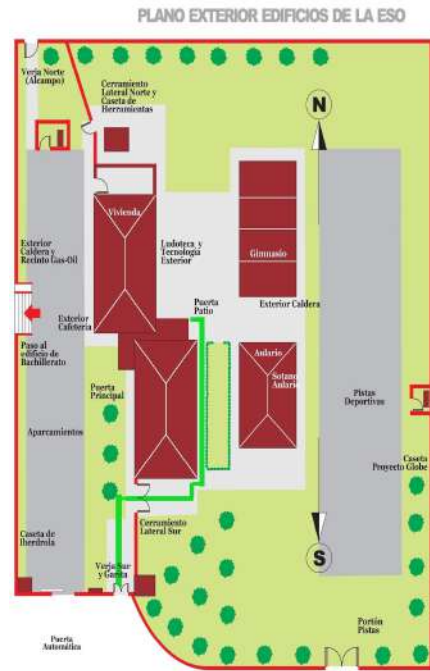 PLANO EXTERIOR EDIFICIOS DE LA ESO
Verja Norte
(Alcampo)
Cerramiento
Lateral Norte y
Caseta de
Herramientas
N
Vivienda
Exterior
Caldera y
Recinto Gas-Oil
Ludoteca y
Tecnología
Exterior
Gimnasio
Exterior Caldera
Puerta
Patio
Exterior
Cafetería
Paso al
edificio de
Bachillerato
Aulario
Sotano
Aulario
Puerta
Principal
Pistas
Deportivas
Aparcamientos
Caseta
Proyecto Globe
Cerramiento
Lateral Sur
Caseta de
Iberdrola
S
Verja Sur
y Garita
Portón
Pistas
Puerta
Automática